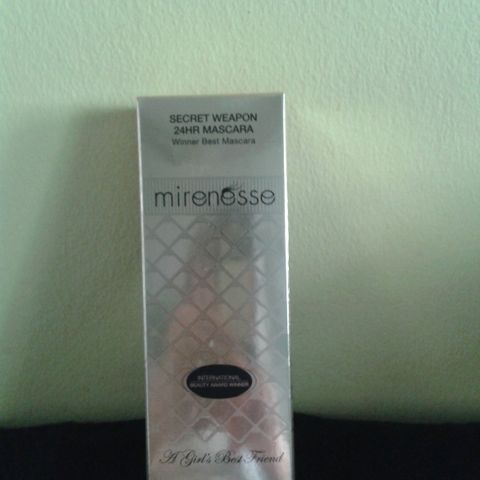 SECRET WEAPON
24HR MASCARA
Winner Best Mascara
mirenesse
INTERNATIONAL
BEAUTY AWARD WINNER
A Girl's Best Friend